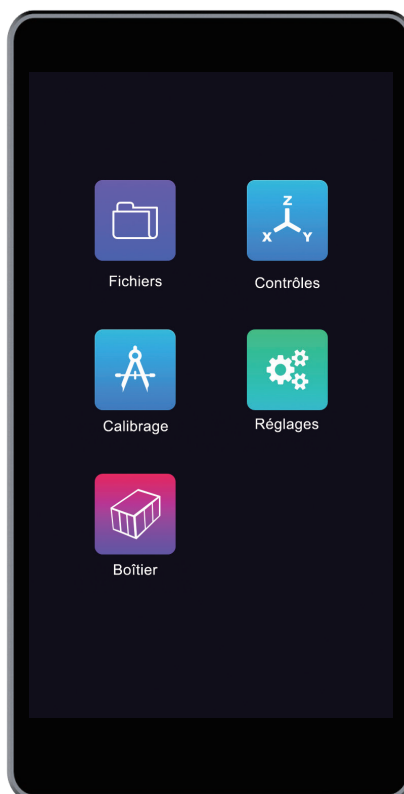 Fichiers
Z
X Y
Contrôles
Calibrage
Réglages
Boîtier